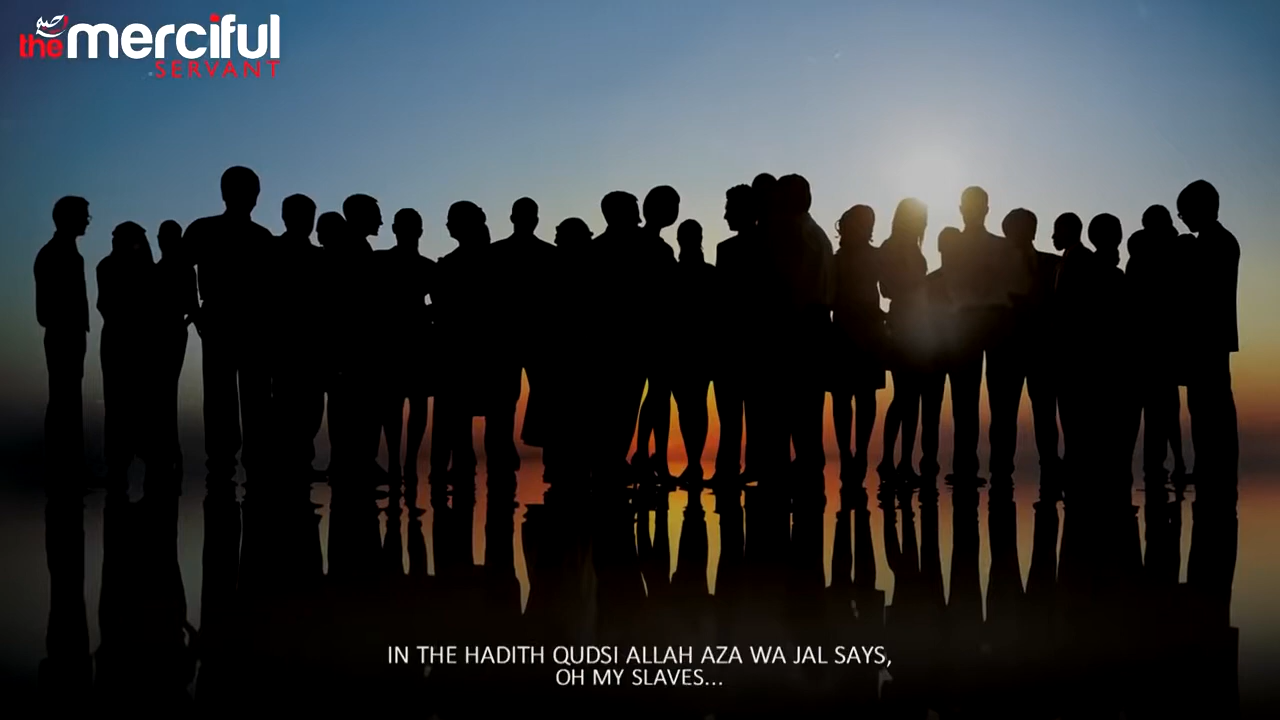 the merciful
SERVANT
IN THE HADITH QUDSI ALLAH AZA WA JAL SAYS,
OH MY SLAVES...